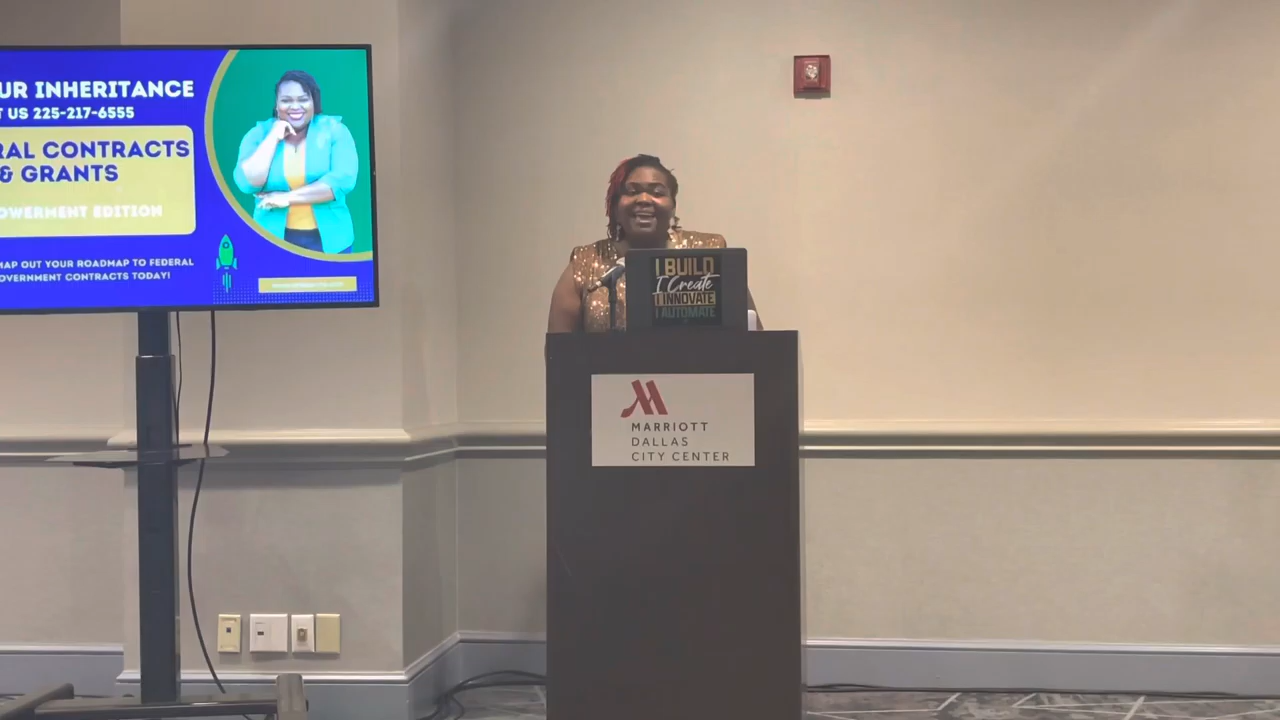 UR INHERITANCE
T US 225-217-6555
RAL CONTRACTS
& GRANTS
OWERMENT EDITION
MAP OUT YOUR ROADMAP TO FEDERAL
OVERNMENT CONTRACTS TODAY!
I BUILD
I Create
I INNOVATE
I AUTOMATE
MARRIOTT
DALLAS
CITY CENTER